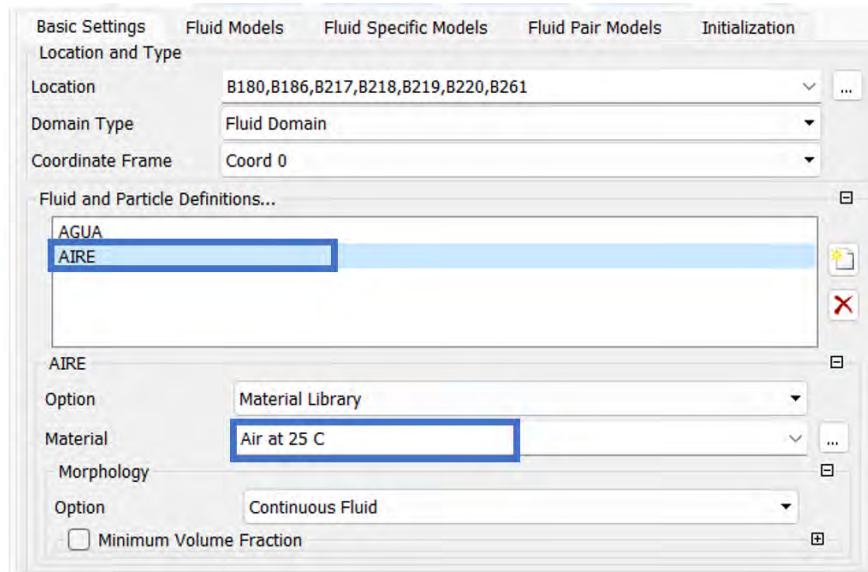 Basic Settings Fluid Models Fluid Specific Models Fluid Pair Models Initialization
Location and Type
Location B180,B186,B217,B218,B219,B220,B261 ...
Domain Type Fluid Domain
Coordinate Frame Coord 0
Fluid and Particle Definitions...
AGUA
AIRE
AIRE
Option Material Library
Material Air at 25 C ...
Morphology
Option Continuous Fluid
Minimum Volume Fraction